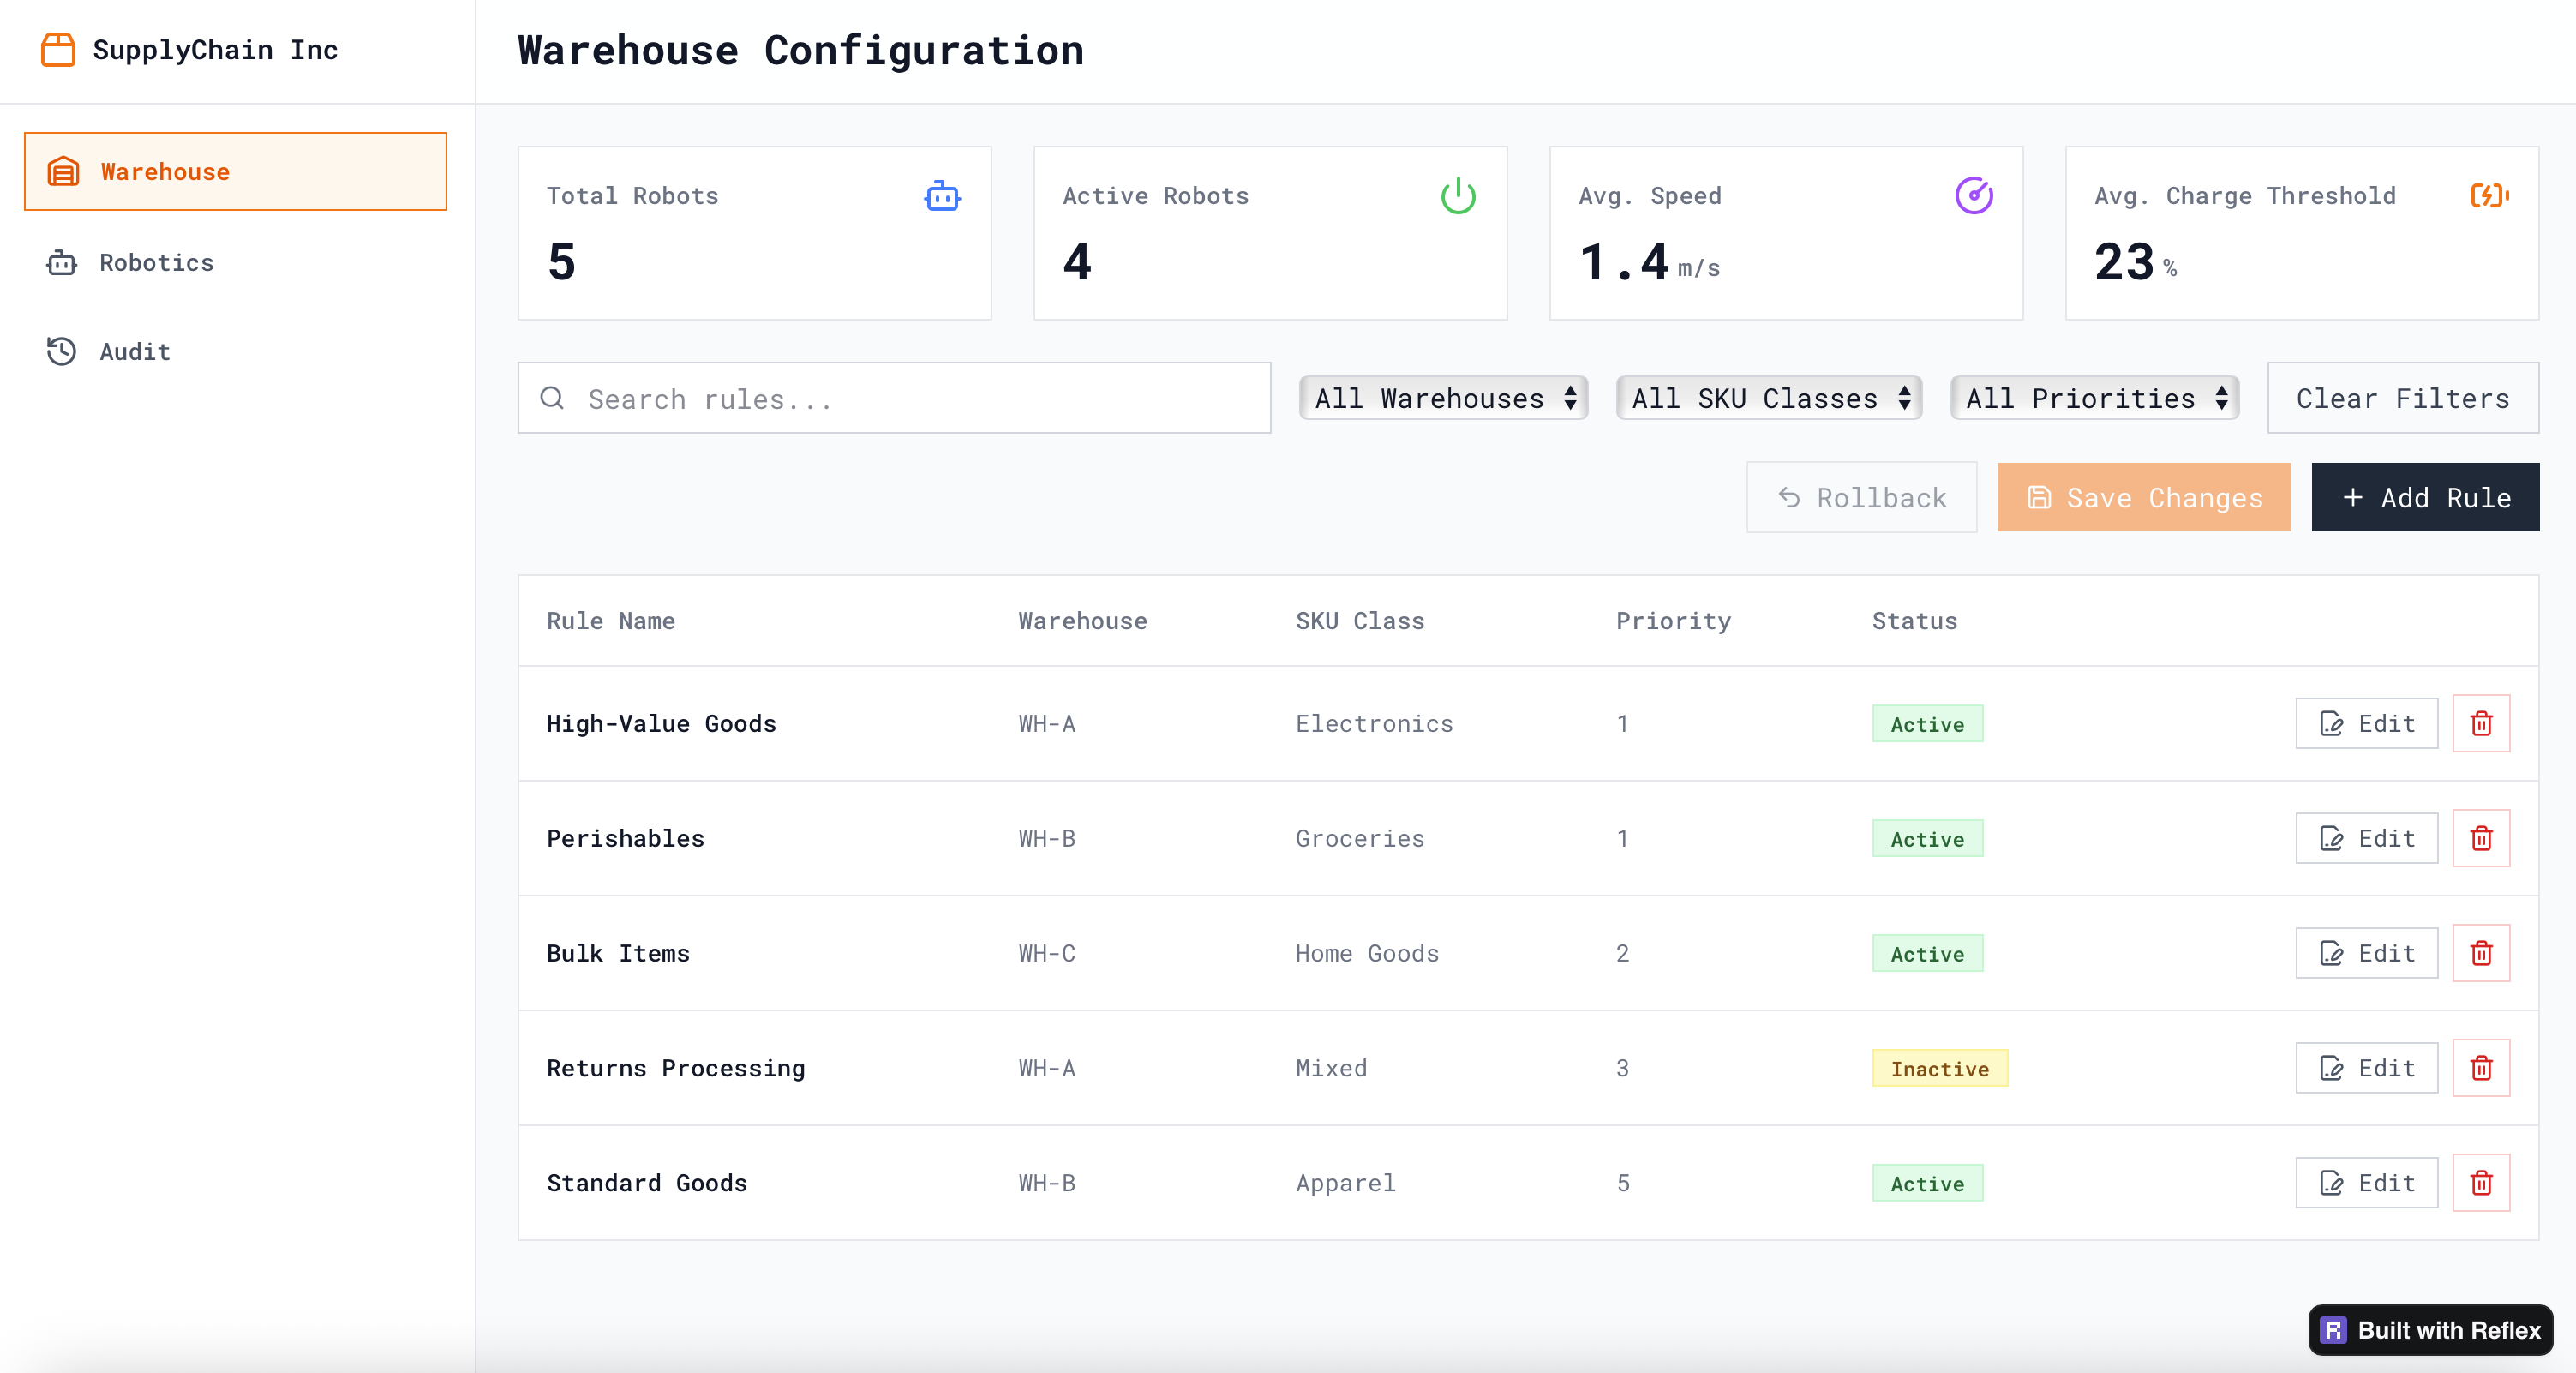 SupplyChain Inc
Warehouse Configuration
Warehouse
Robotics
Audit
Total Robots
5
Active Robots
4
Avg. Speed
1.4 m/s
Avg. Charge Threshold
23 %
Search rules...
All Warehouses
All SKU Classes
All Priorities
Clear Filters
Rollback
Save Changes
+ Add Rule
Rule Name Warehouse SKU Class Priority Status
High-Value Goods WH-A Electronics 1 Active Edit
Perishables WH-B Groceries 1 Active Edit
Bulk Items WH-C Home Goods 2 Active Edit
Returns Processing WH-A Mixed 3 Inactive Edit
Standard Goods WH-B Apparel 5 Active Edit
Built with Reflex